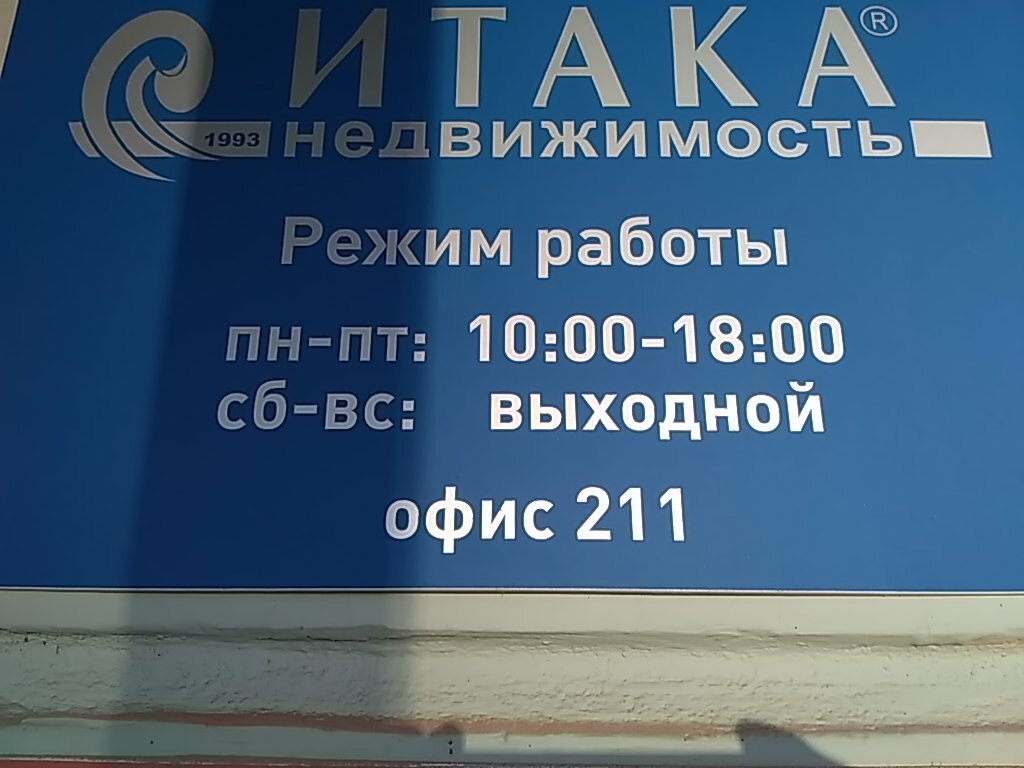 ИТАКА®
1993 недвижимость
Режим работы
пн-пт: 10:00-18:00
сб-вс: выходной
офис 211